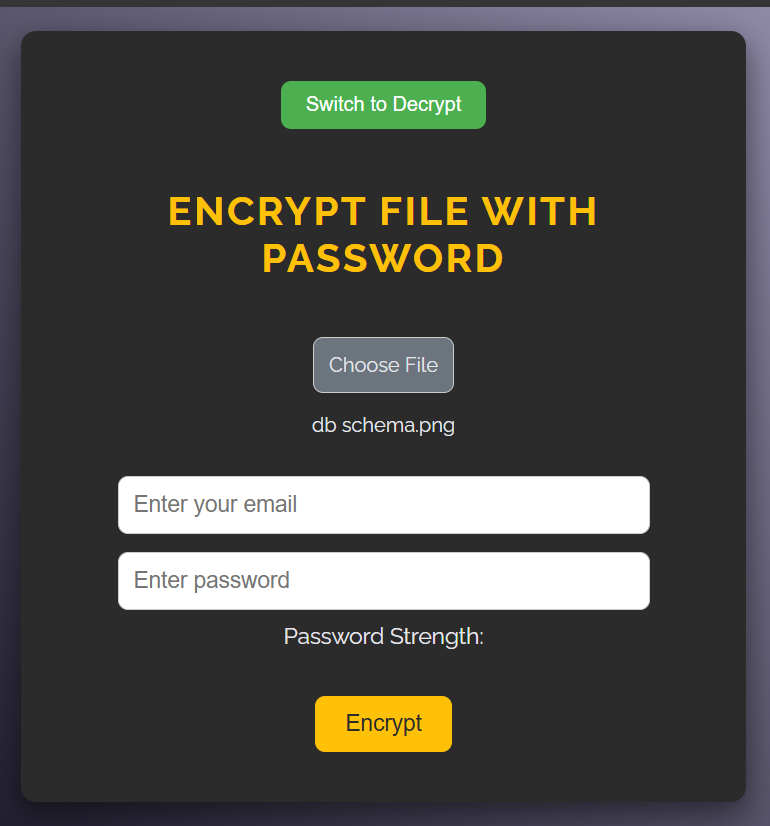 Switch to Decrypt
ENCRYPT FILE WITH
PASSWORD
Choose File
db schema.png
Enter your email
Enter password
Password Strength:
Encrypt